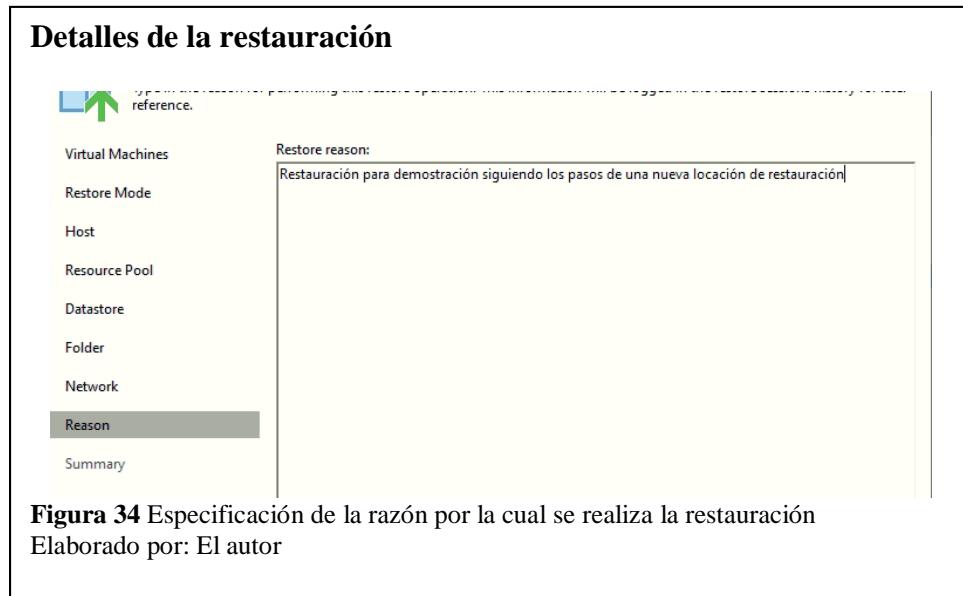 Detalles de la restauración
reference.
Virtual Machines
Restore Mode
Host
Resource Pool
Datastore
Folder
Network
Reason
Summary
Restore reason:
Restauración para demostración siguiendo los pasos de una nueva locación de restauración
Figura 34 Especificación de la razón por la cual se realiza la restauración
Elaborado por: El autor